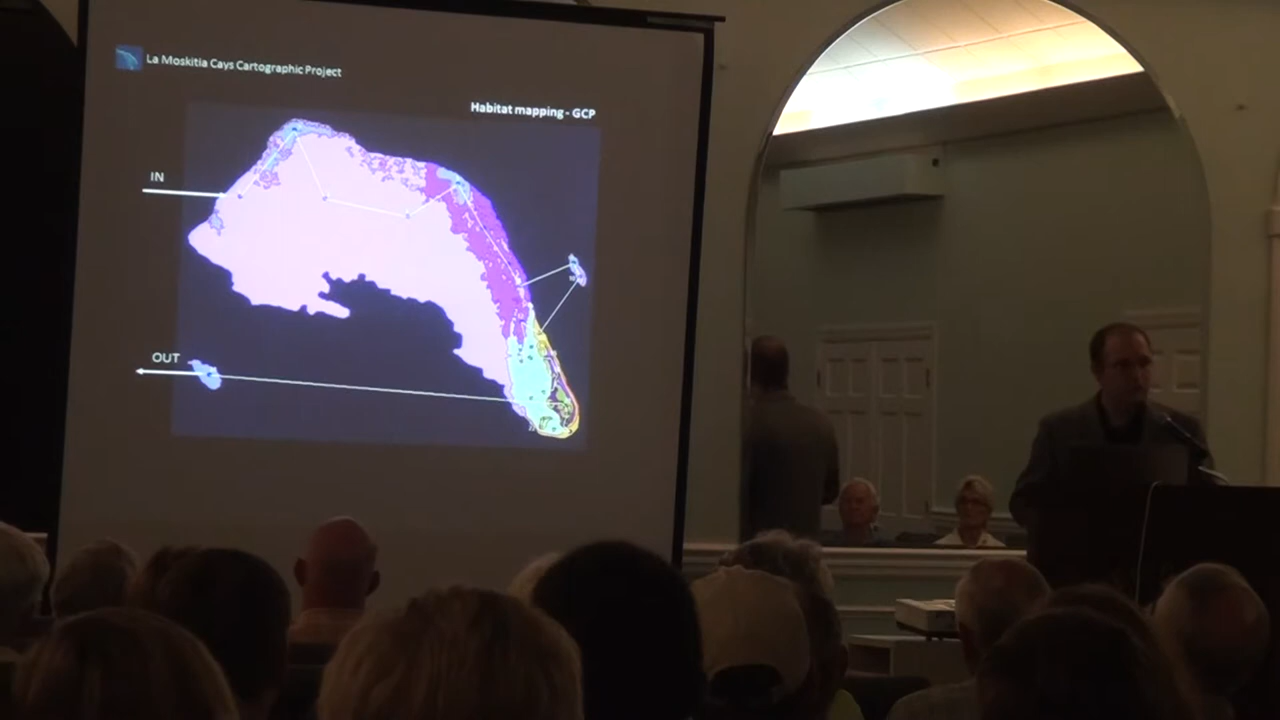 La Moskitia Cays Cartographic Project
Habitat mapping - GCP
IN
OUT